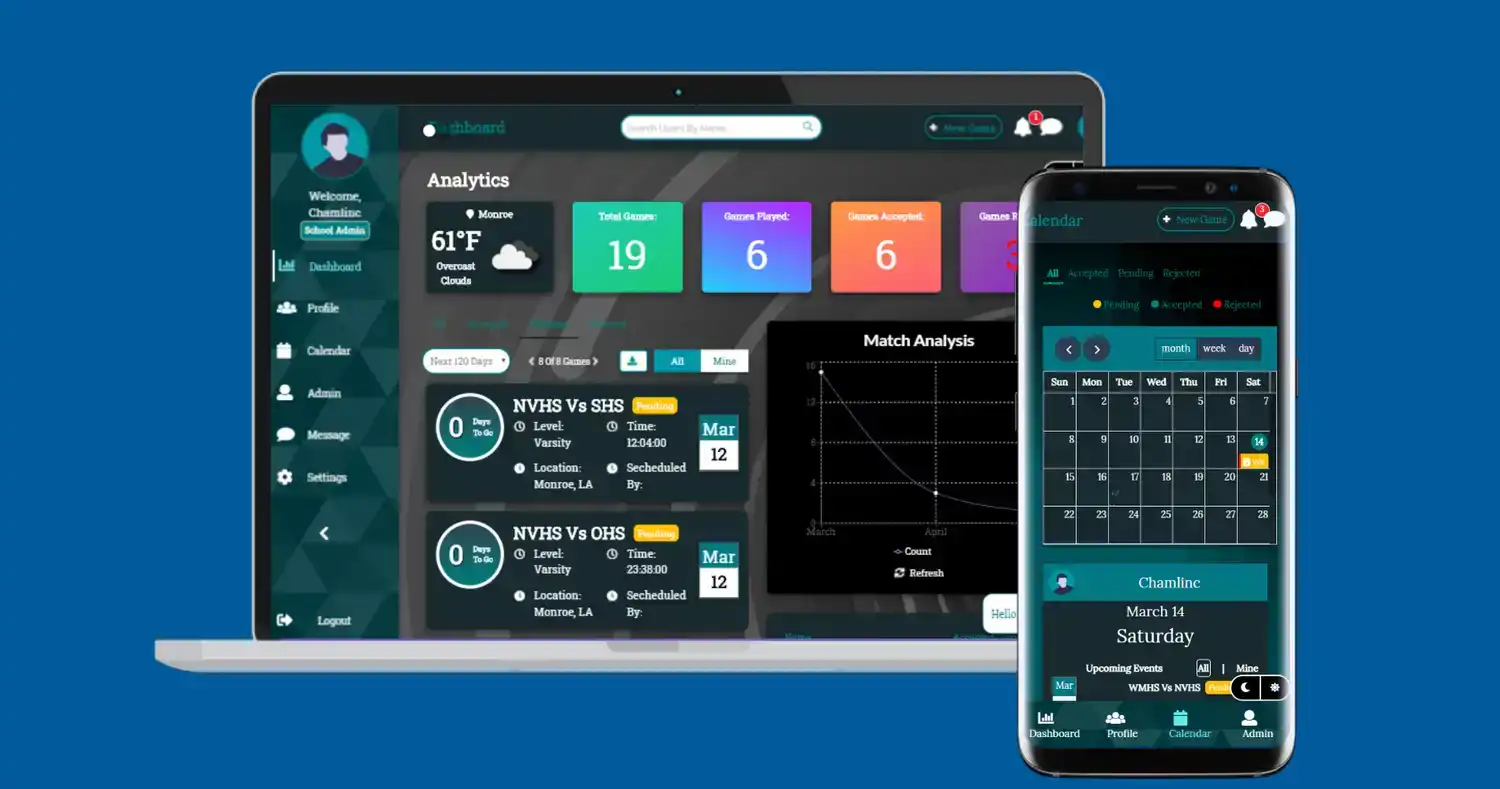 Dashboard
Search Users By Name.
New Game
1
Welcome,
Chamlinc
School Admin
Dashboard
Profile
Calendar
Admin
Message
Settings
Logout
Analytics
Monroe
61°F
Overcast
Clouds
Total Games:
19
Games Played:
6
Games Accepted:
6
Games
Next 120 Days
8 Of 8 Games
All
Mine
NVHS Vs SHS
Pending
0
Days
To Go
Level:
Varsity
Time:
12:04:00
Location:
Monroe, LA
Secheduled
By:
Mar
12
NVHS Vs OHS
Pending
0
Days
To Go
Level:
Varsity
Time:
23:38:00
Location:
Monroe, LA
Secheduled
By:
Mar
12
Match Analysis
16
12
8
4
0
March
April
Count
Refresh
Hello
Name
Calendar
New Game
3
All Accepted Pending Rejected
Pending Accepted Rejected
month week day
Sun Mon Tue Wed Thu Fri Sat
1 2 3 4 5 6 7
8 9 10 11 12 13 14
15 16 17 18 19 20 21
+2
22 23 24 25 26 27 28
Chamlinc
March 14
Saturday
Upcoming Events All | Mine
Mar
WMHS Vs NVHS
Dashboard Profile Calendar Admin